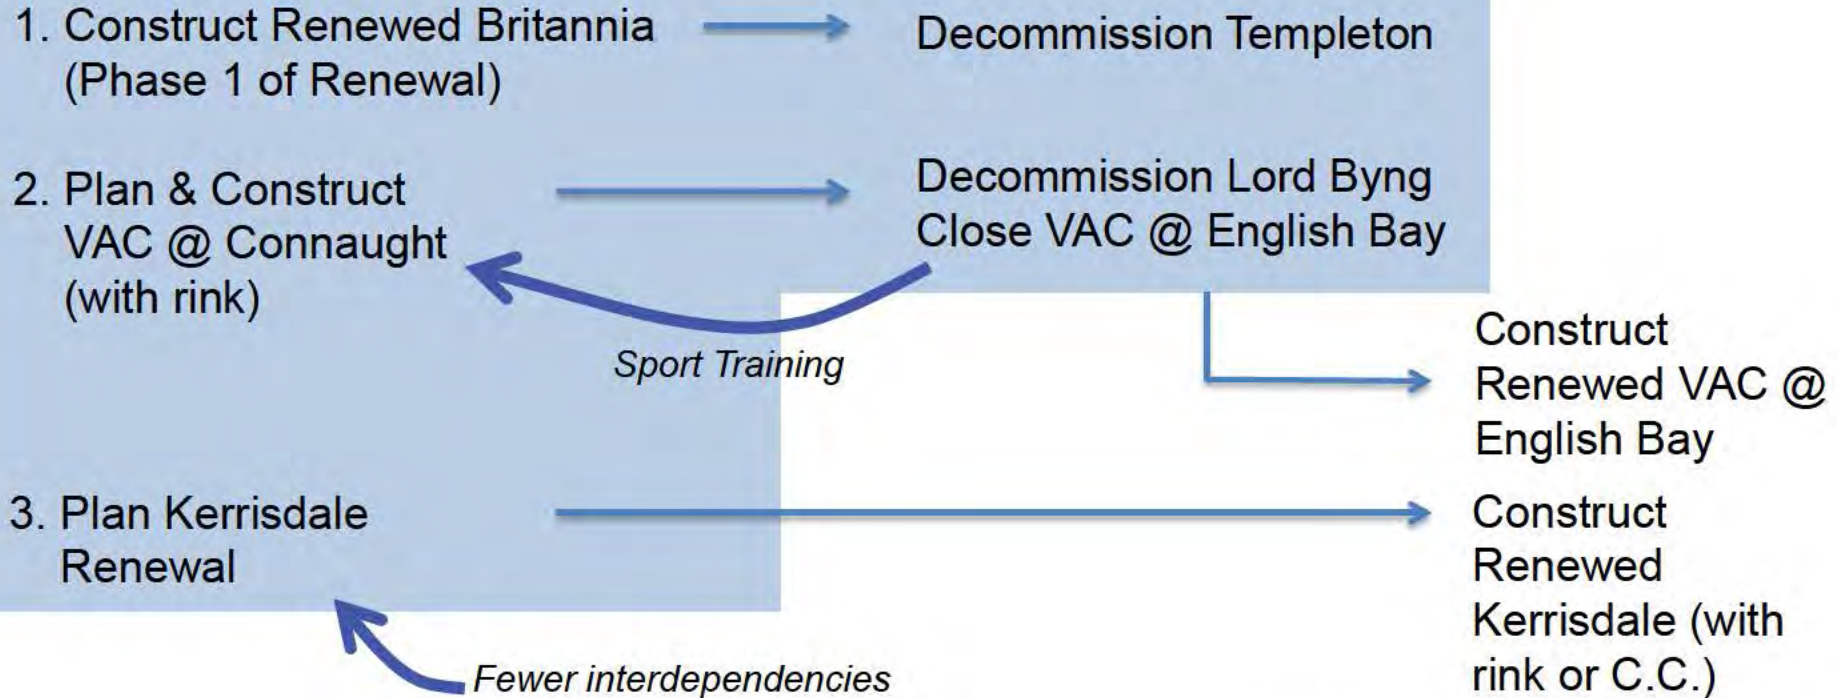 1. Construct Renewed Britannia
(Phase 1 of Renewal)
Decommission Templeton
2. Plan & Construct
VAC @ Connaught
(with rink)
Decommission Lord Byng
Close VAC @ English Bay
Sport Training
Construct
Renewed VAC @
English Bay
3. Plan Kerrisdale
Renewal
Construct
Renewed
Kerrisdale (with
rink or C.C.)
Fewer interdependencies